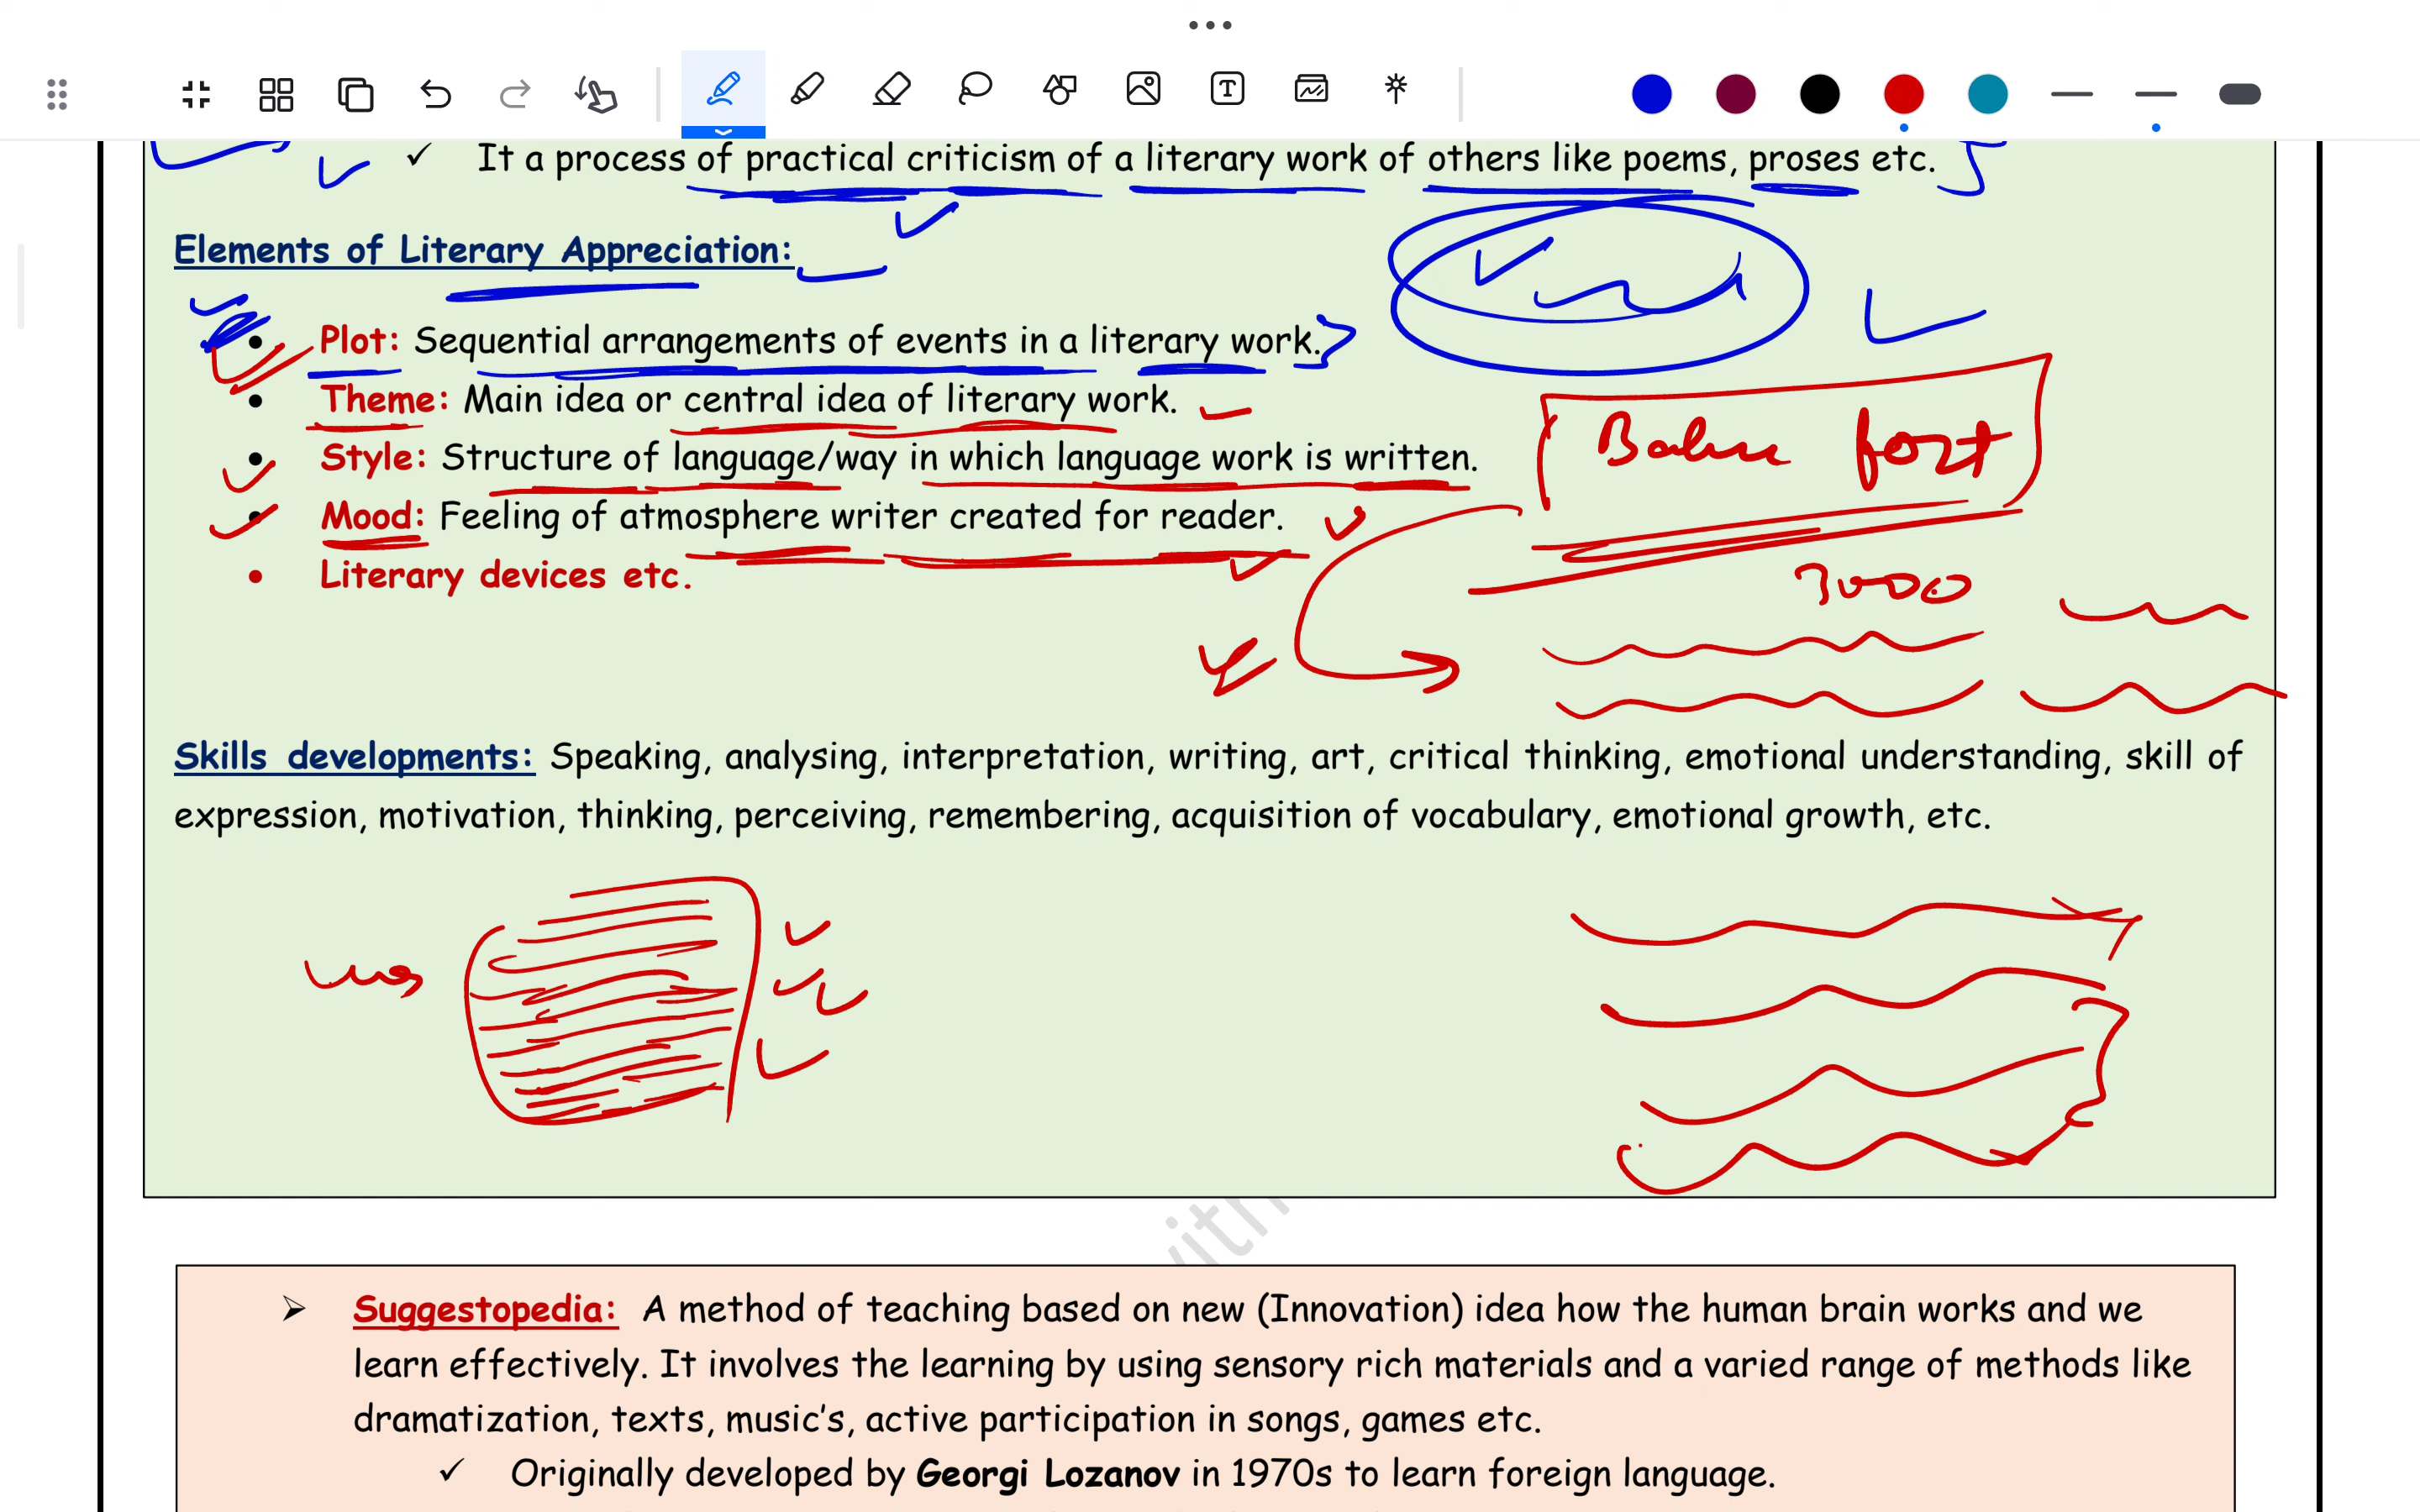 ✓ It a process of practical criticism of a literary work of others like poems, proses etc.
Elements of Literary Appreciation:
• Plot: Sequential arrangements of events in a literary work.
• Theme: Main idea or central idea of literary work.
Bahu fort
• Style: Structure of language/way in which language work is written.
• Mood: Feeling of atmosphere writer created for reader.
• Literary devices etc.
Skills developments: Speaking, analysing, interpretation, writing, art, critical thinking, emotional understanding, skill of
expression, motivation, thinking, perceiving, remembering, acquisition of vocabulary, emotional growth, etc.
➢ Suggestopedia: A method of teaching based on new (Innovation) idea how the human brain works and we
learn effectively. It involves the learning by using sensory rich materials and a varied range of methods like
dramatization, texts, music's, active participation in songs, games etc.
✓ Originally developed by Georgi Lozanov in 1970s to learn foreign language.